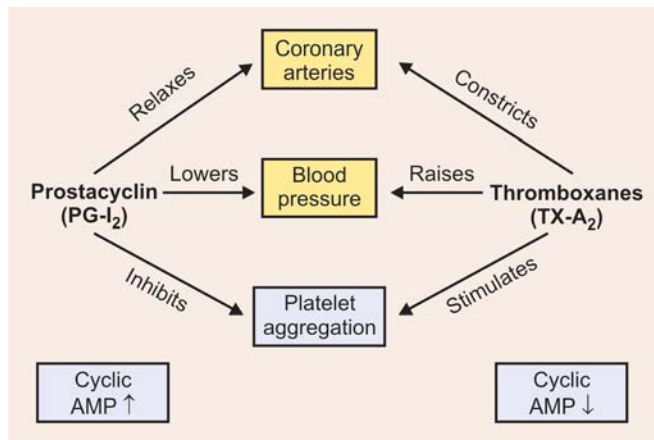 Coronary
arteries
Relaxes
Constricts
Prostacyclin
(PG-I₂)
Lowers
Blood
pressure
Raises
Thromboxanes
(TX-A₂)
Inhibits
Platelet
aggregation
Stimulates
Cyclic
AMP ↑
Cyclic
AMP ↓